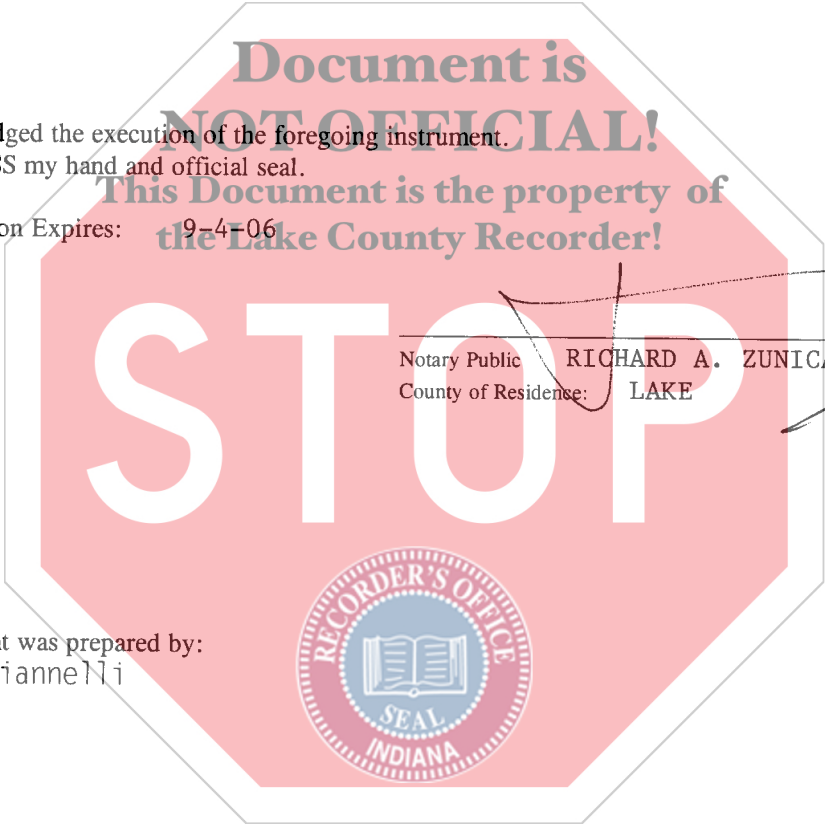 Document is
NOT OFFICIAL!
lged the execution of the foregoing instrument.
SS my hand and official seal.
This Document is the property of
on Expires: 9-4-06
the Lake County Recorder!
STOP
Notary Public RICHARD A. ZUNICA
County of Residence: LAKE
RECORDER'S OFFICE
SEAL
INDIANA
t was prepared by:
iannelli